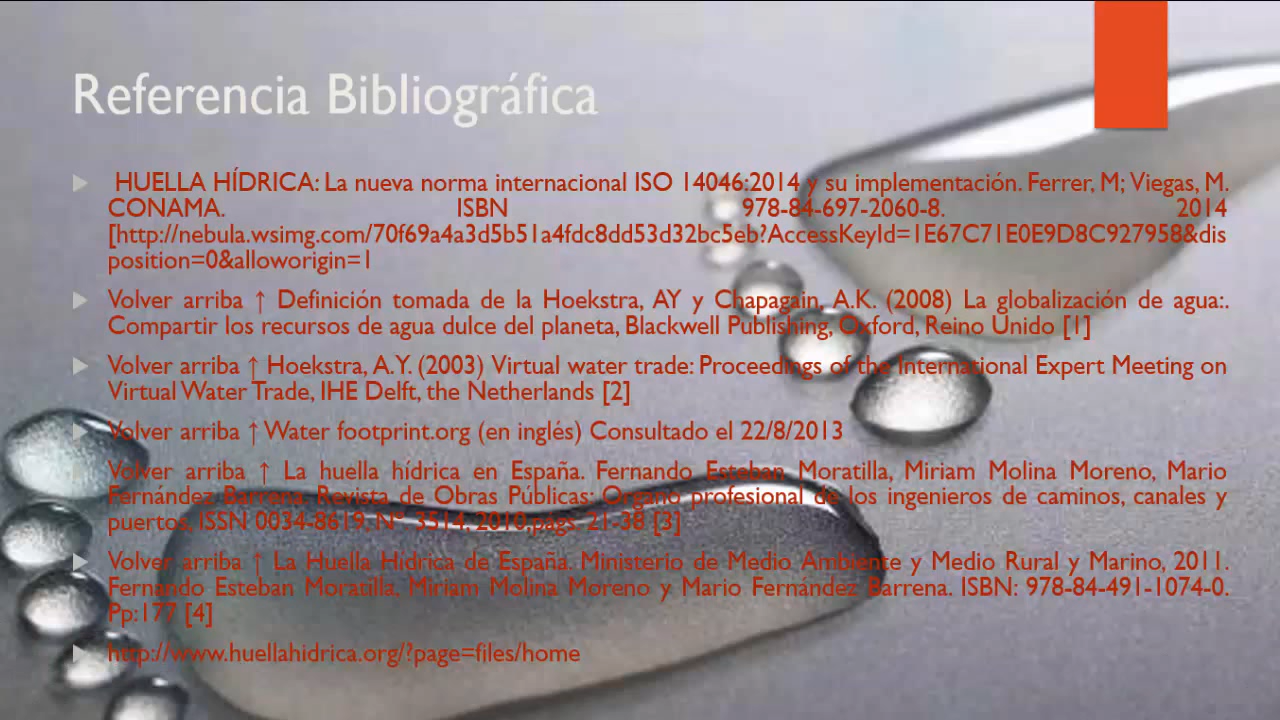 Referencia Bibliográfica
HUELLA HÍDRICA: La nueva norma internacional ISO 14046:2014 y su implementación. Ferrer, M; Viegas, M.
CONAMA. ISBN 978-84-697-2060-8. 2014
[http://nebula.wsimg.com/70f69a4a3d5b51a4fdc8dd53d32bc5eb?AccessKeyId=1E67C71E0E9D8C927958&dis
position=0&alloworigin=1
Volver arriba ↑ Definición tomada de la Hoekstra, AY y Chapagain, A.K. (2008) La globalización de agua:.
Compartir los recursos de agua dulce del planeta, Blackwell Publishing, Oxford, Reino Unido [1]
Volver arriba ↑ Hoekstra, A.Y. (2003) Virtual water trade: Proceedings of the International Expert Meeting on
Virtual Water Trade, IHE Delft, the Netherlands [2]
Volver arriba ↑ Water footprint.org (en inglés) Consultado el 22/8/2013
Volver arriba ↑ La huella hídrica en España. Fernando Esteban Moratilla, Miriam Molina Moreno, Mario
Fernández Barrena. Revista de Obras Públicas: Organo profesional de los ingenieros de caminos, canales y
puertos, ISSN 0034-8619, Nº. 3514, 2010,págs. 21-38 [3]
Volver arriba ↑ La Huella Hidrica de España. Ministerio de Medio Ambiente y Medio Rural y Marino, 2011.
Fernando Esteban Moratilla, Miriam Molina Moreno y Mario Fernández Barrena. ISBN: 978-84-491-1074-0.
Pp:177 [4]
http://www.huellahidrica.org/?page=files/home